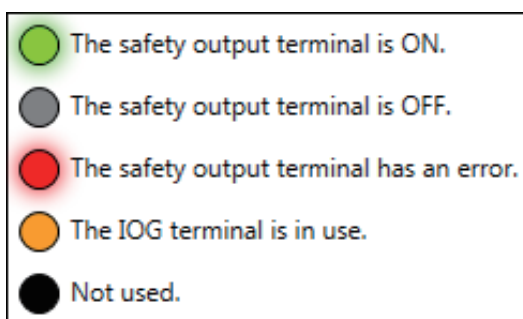 The safety output terminal is ON.
The safety output terminal is OFF.
The safety output terminal has an error.
The IOG terminal is in use.
Not used.